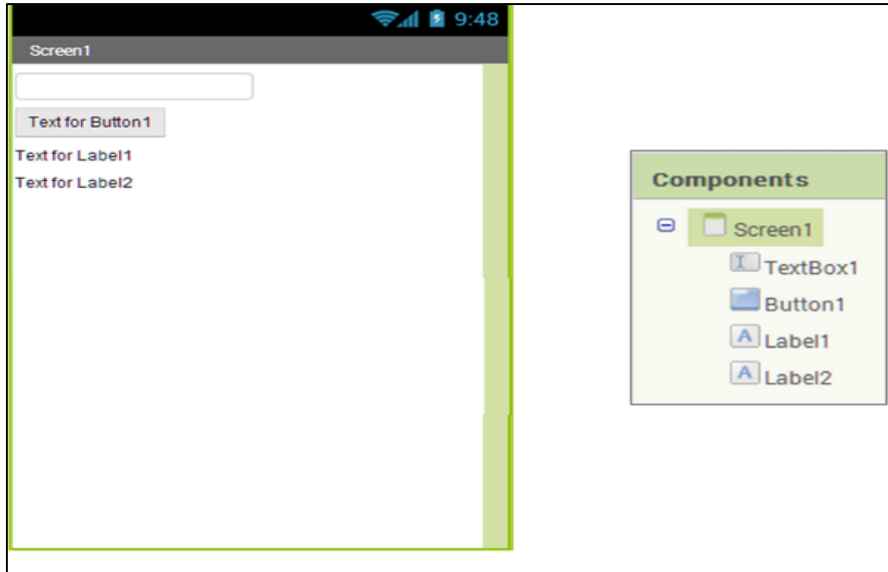 9:48
Screen1
Text for Button1
Text for Label1
Text for Label2
Components
Screen1
TextBox1
Button1
A Label1
A Label2